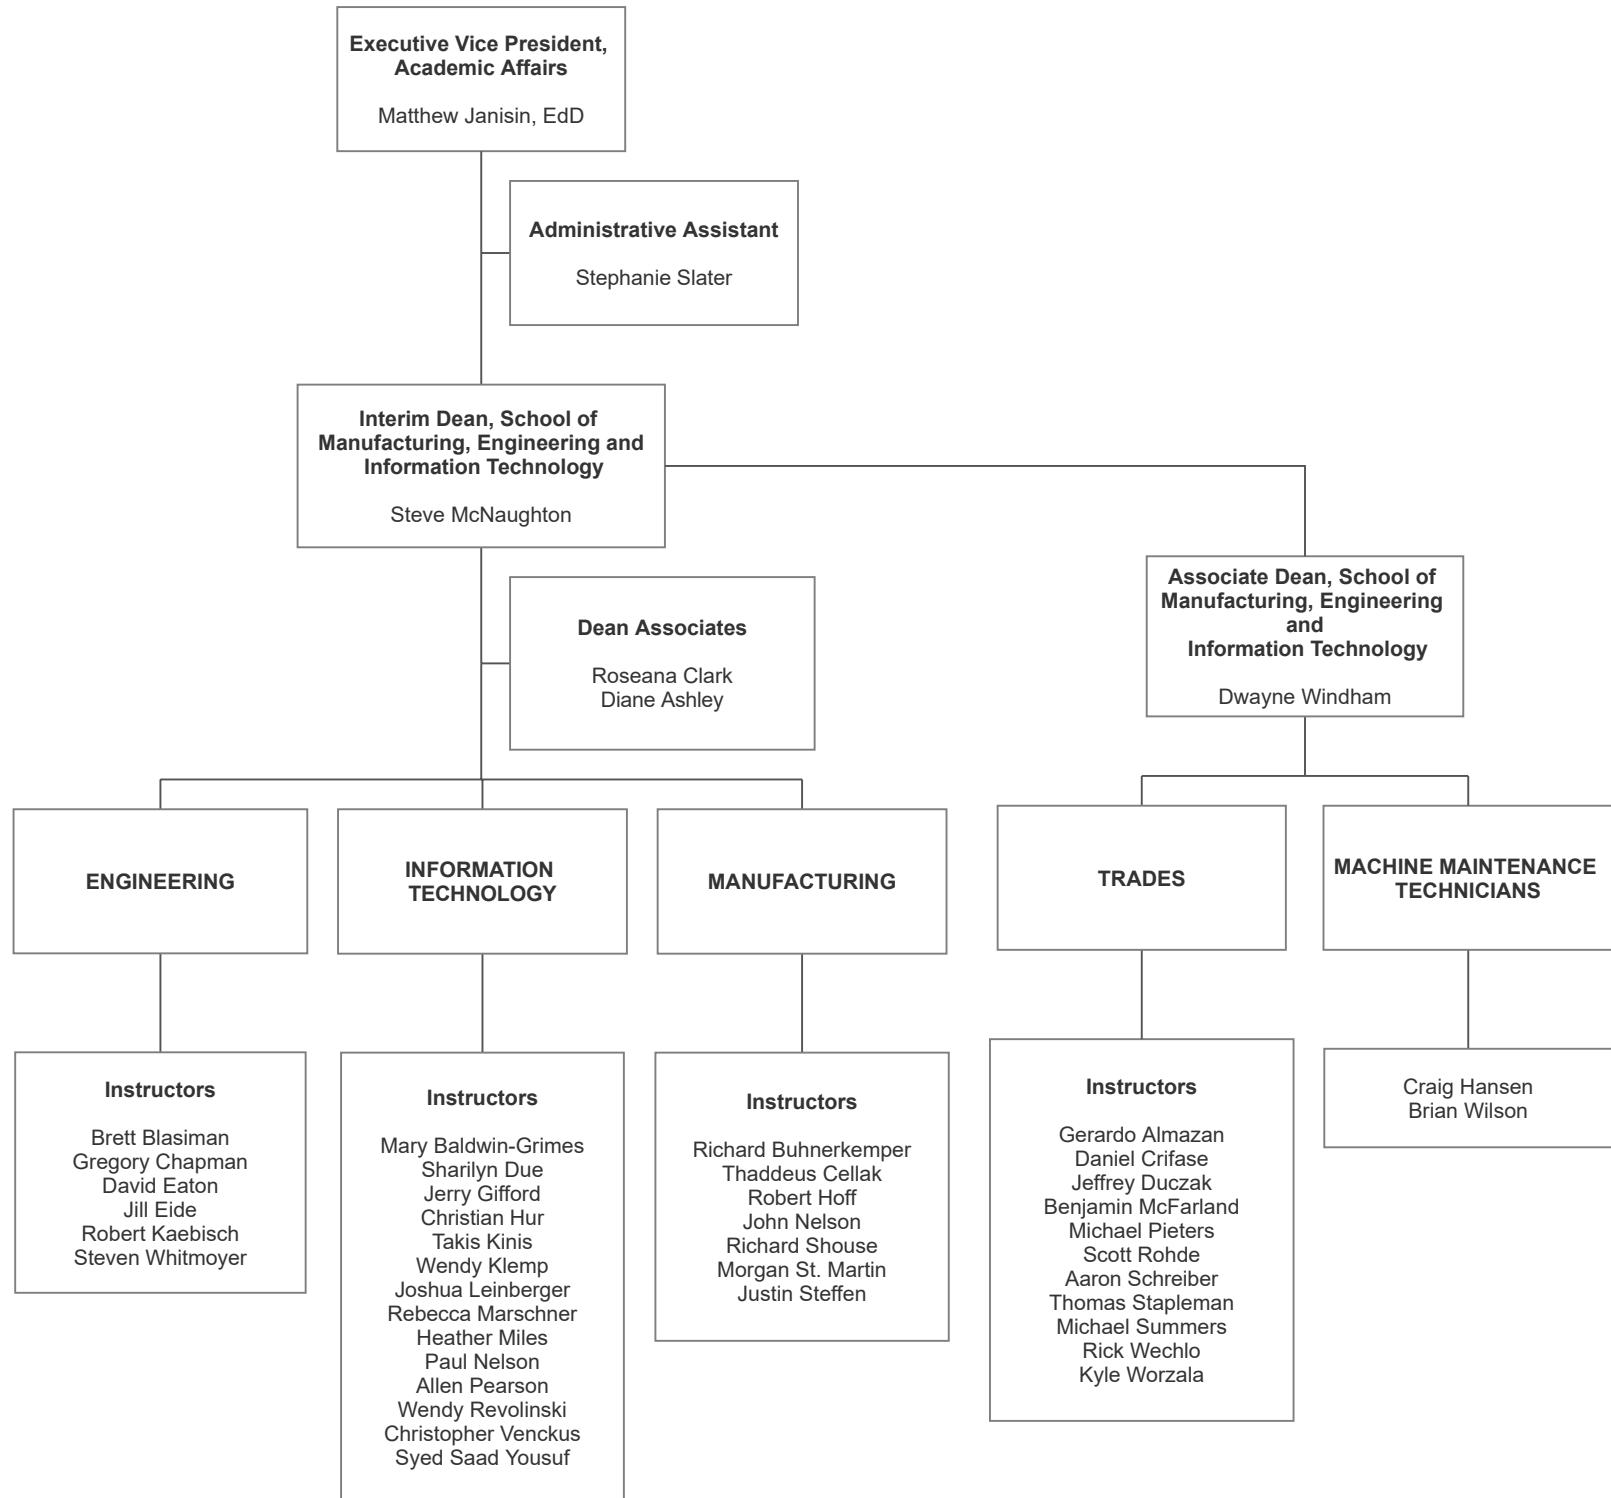 Executive Vice President,
Academic Affairs
Matthew Janisin, EdD
Administrative Assistant
Stephanie Slater
Interim Dean, School of
Manufacturing, Engineering and
Information Technology
Steve McNaughton
Dean Associates
Roseana Clark
Diane Ashley
Associate Dean, School of
Manufacturing, Engineering
and
Information Technology
Dwayne Windham
ENGINEERING
INFORMATION
TECHNOLOGY
MANUFACTURING
TRADES
MACHINE MAINTENANCE
TECHNICIANS
Instructors
Brett Blasiman
Gregory Chapman
David Eaton
Jill Eide
Robert Kaebisch
Steven Whitmoyer
Instructors
Mary Baldwin-Grimes
Sharilyn Due
Jerry Gifford
Christian Hur
Takis Kinis
Wendy Klemp
Joshua Leinberger
Rebecca Marschner
Heather Miles
Paul Nelson
Allen Pearson
Wendy Revolinski
Christopher Venckus
Syed Saad Yousuf
Instructors
Richard Buhnerkemper
Thaddeus Cellak
Robert Hoff
John Nelson
Richard Shouse
Morgan St. Martin
Justin Steffen
Instructors
Gerardo Almazan
Daniel Crifase
Jeffrey Duczak
Benjamin McFarland
Michael Pieters
Scott Rohde
Aaron Schreiber
Thomas Stapleman
Michael Summers
Rick Wechlo
Kyle Worzala
Craig Hansen
Brian Wilson